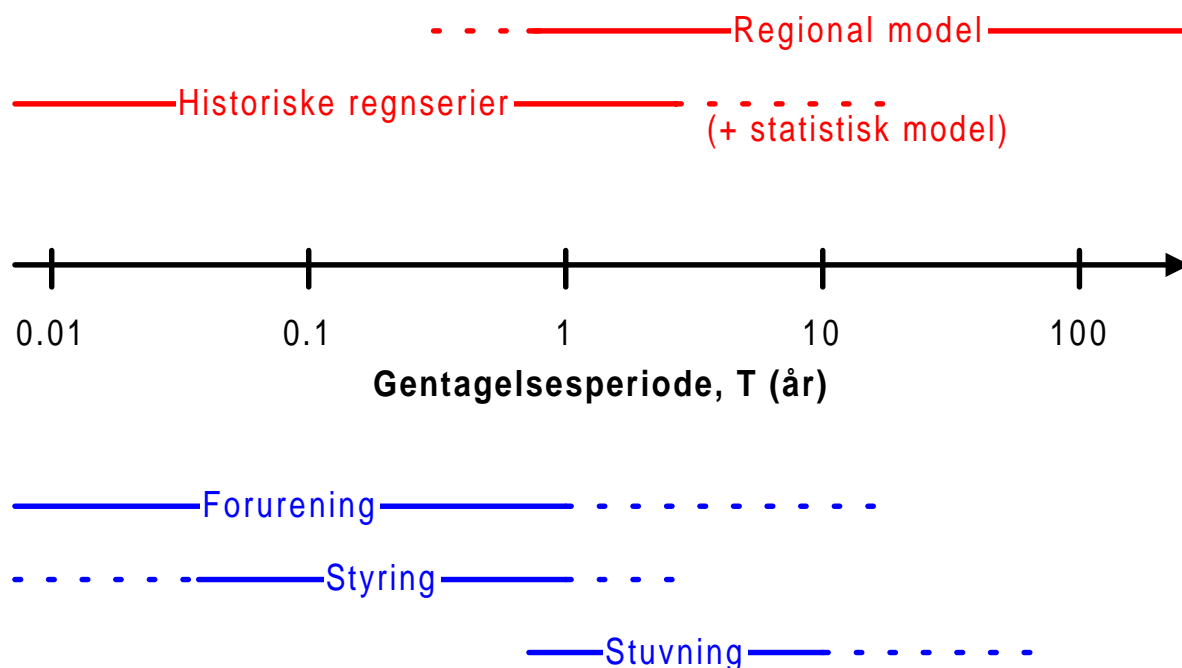 Regional model
Historiske regnserier
(+ statistisk model)
0.01 0.1 1 10 100
Gentagelsesperiode, T (år)
Forurening
Styring
Stuvning